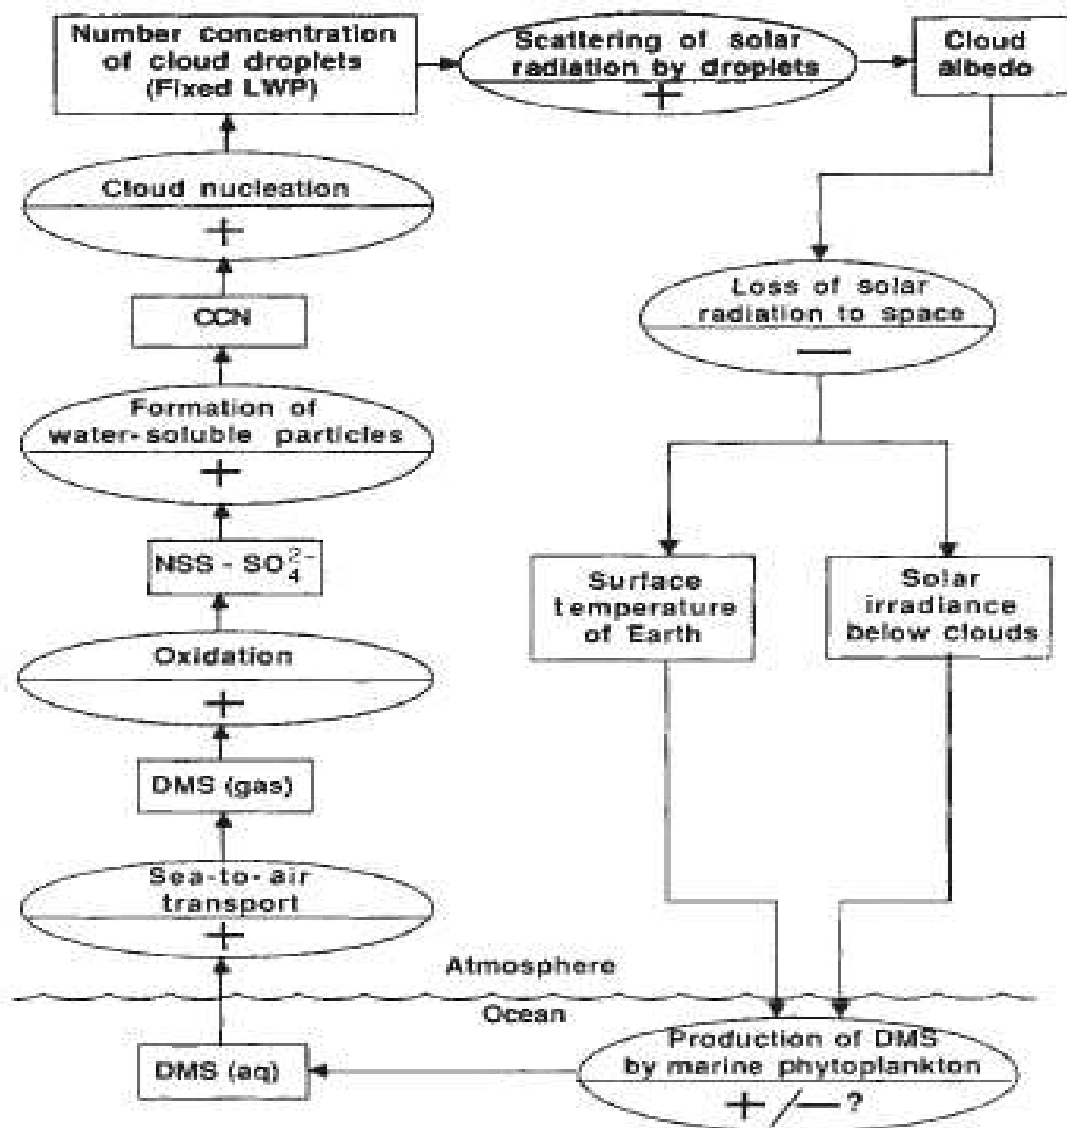 Number concentration
of cloud droplets
(Fixed LWP)
Scattering of solar
radiation by droplets
+
Cloud
albedo
Cloud nucleation
+
Loss of solar
radiation to space
—
CCN
Formation of
water-soluble particles
+
NSS - SO₄²⁻
Surface
temperature
of Earth
Solar
irradiance
below clouds
Oxidation
+
DMS (gas)
Sea-to-air
transport
+
Atmosphere
Ocean
Production of DMS
by marine phytoplankton
+ /— ?
DMS (aq)